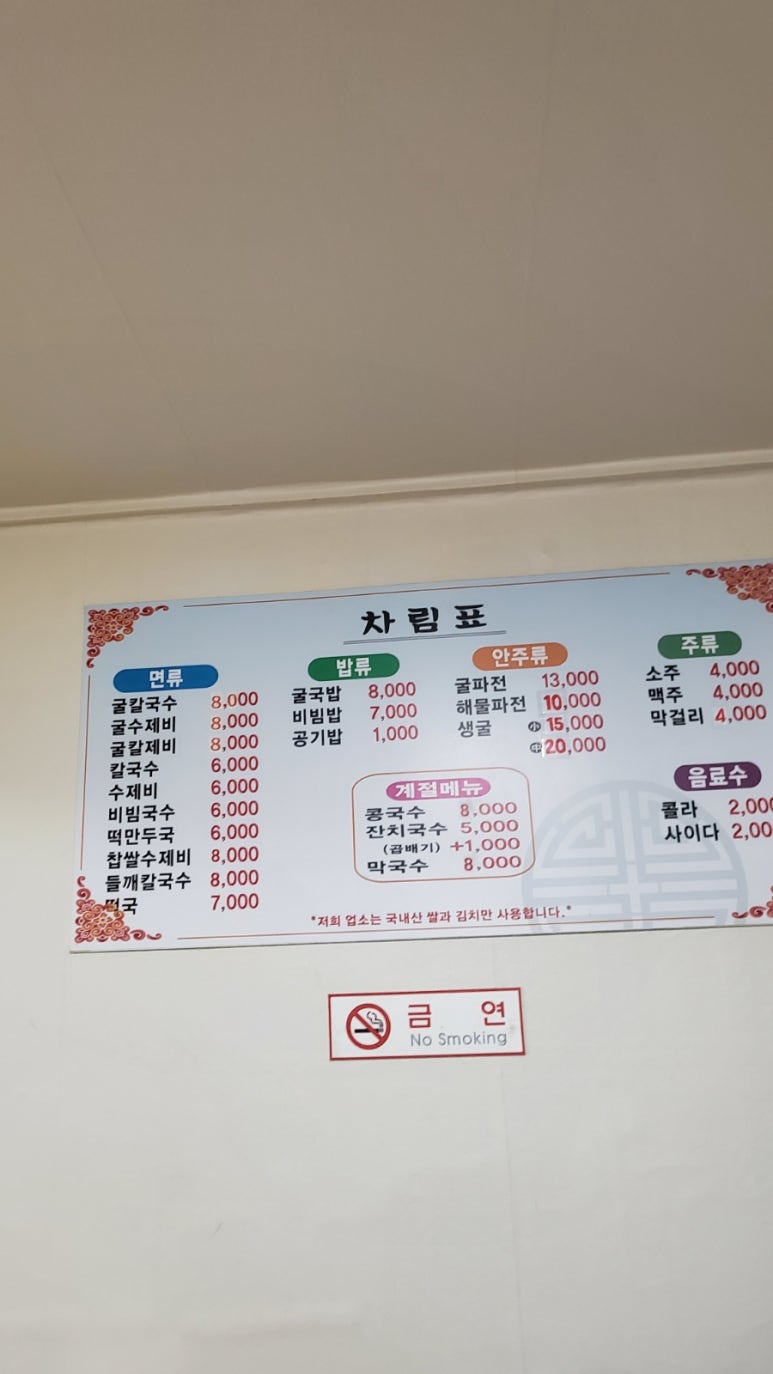 차림표
면류
굴칼국수 8,000
굴수제비 8,000
굴칼제비 8,000
칼국수 6,000
수제비 6,000
비빔국수 6,000
떡만두국 6,000
찹쌀수제비 8,000
들깨칼국수 8,000
떡국 7,000
밥류
굴국밥 8,000
비빔밥 7,000
공기밥 1,000
안주류
굴파전 13,000
해물파전 10,000
생굴 小 15,000
中 20,000
주류
소주 4,000
맥주 4,000
막걸리 4,000
계절메뉴
콩국수 8,000
잔치국수 5,000
(곱배기) +1,000
막국수 8,000
음료수
콜라 2,000
사이다 2,00
*저희 업소는 국내산 쌀과 김치만 사용합니다.*
금 연
No Smoking